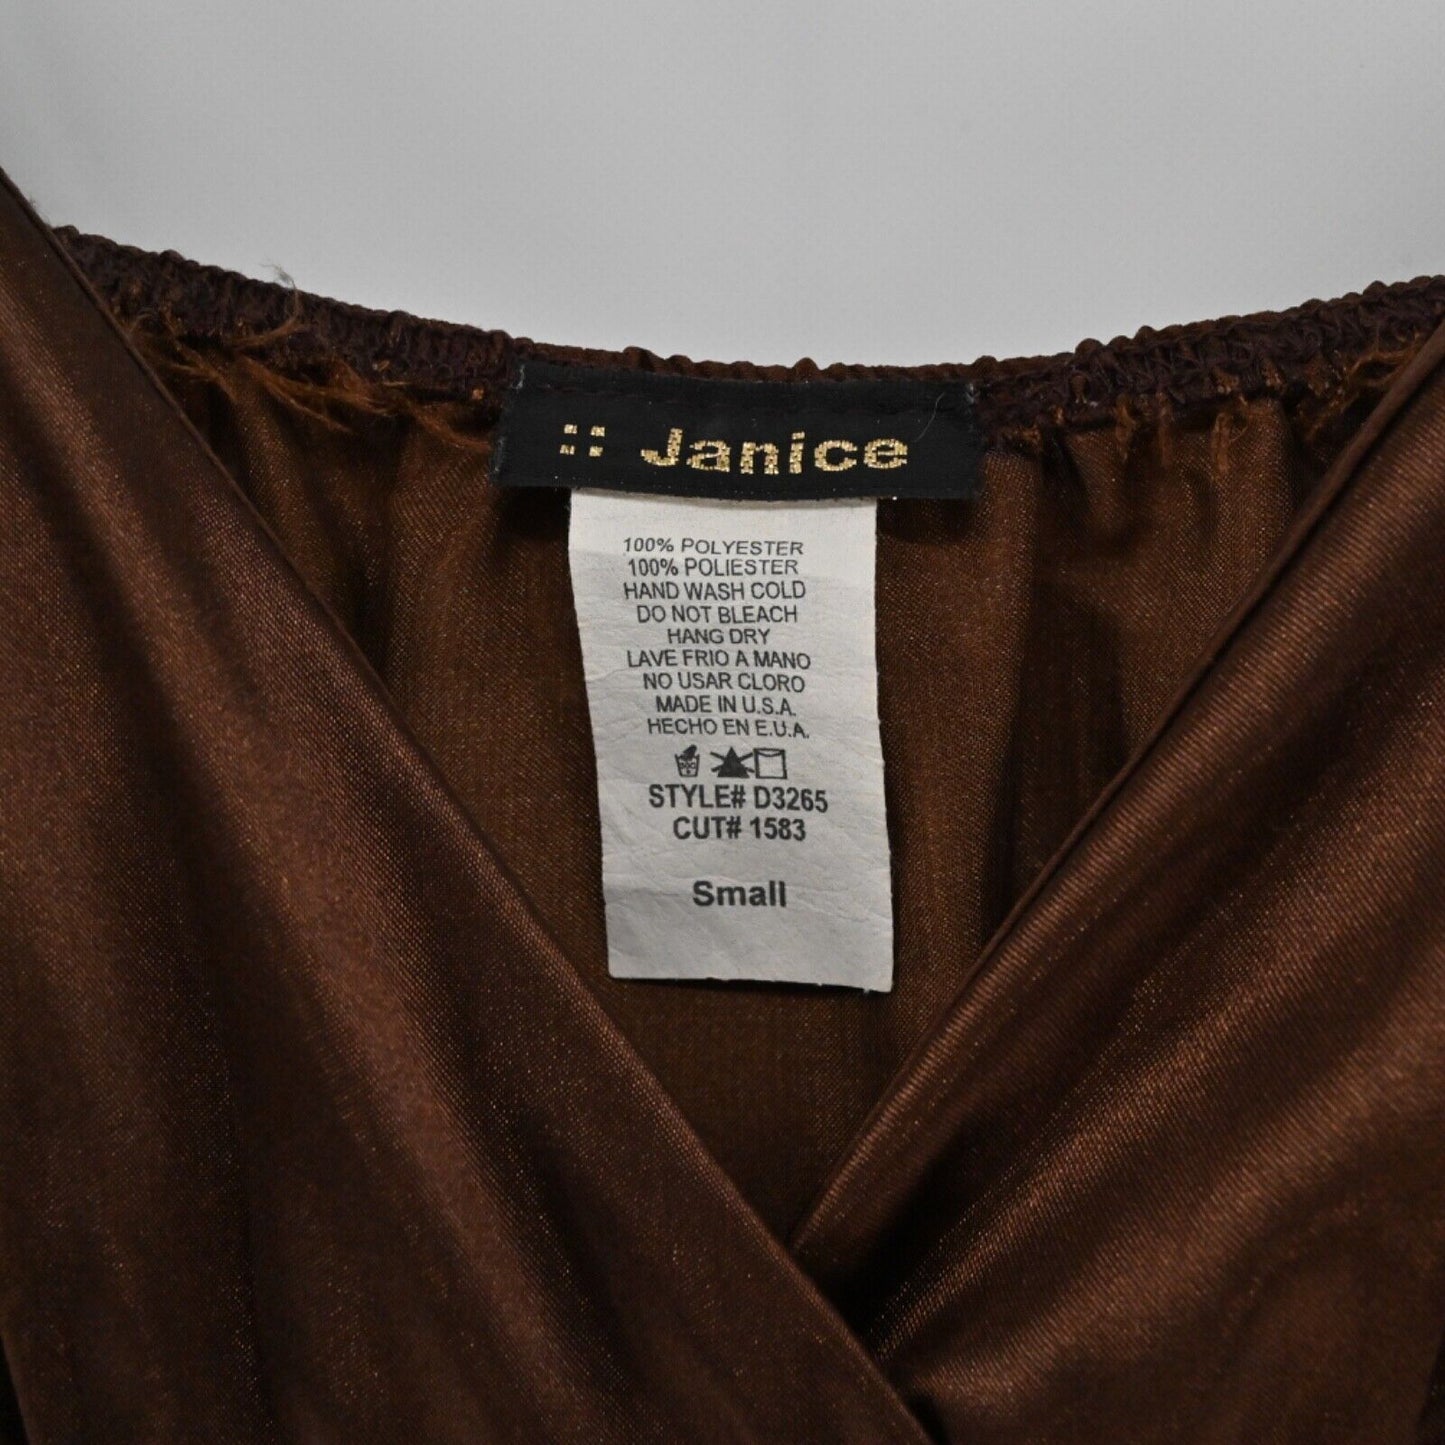 :: Janice
100% POLYESTER
100% POLIESTER
HAND WASH COLD
DO NOT BLEACH
HANG DRY
LAVE FRIO A MANO
NO USAR CLORO
MADE IN U.S.A.
HECHO EN E.U.A.
STYLE# D3265
CUT# 1583
Small